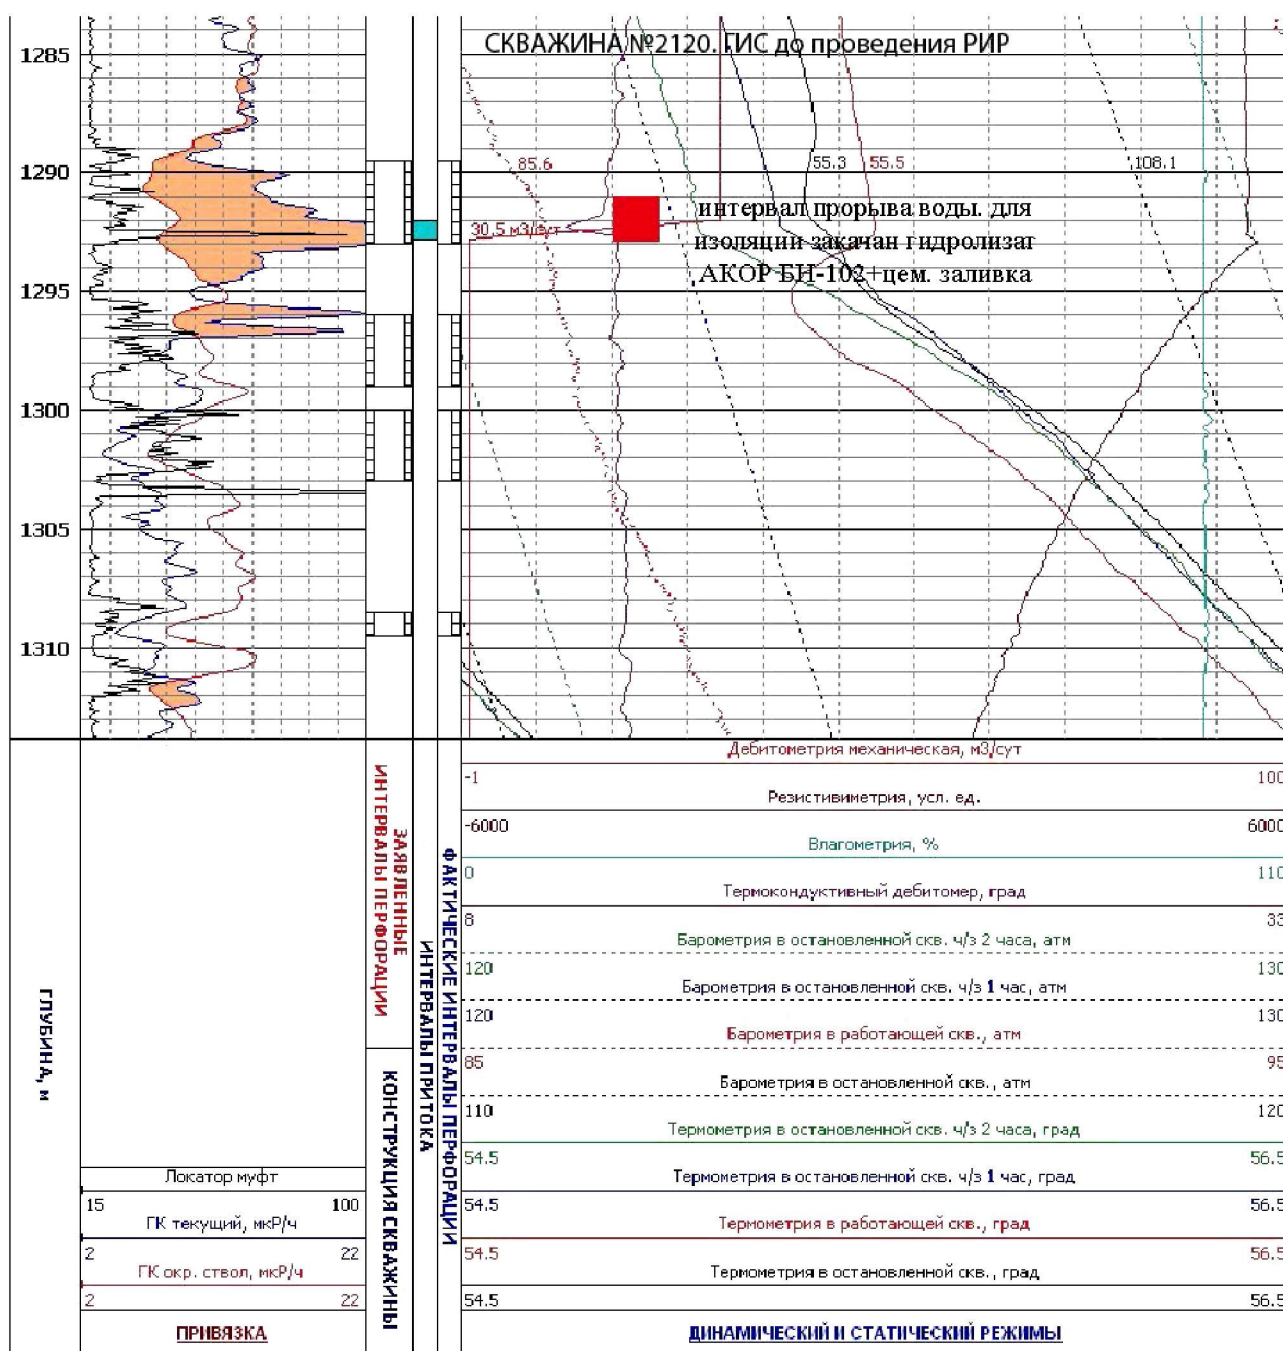 СКВАЖИНА №2120. ГИС до проведения РИР
1285
1290
85.6
55.3
55.5
108.1
интервал прорыва воды. для
30.5 м3/сут
изоляции закачан гидролизат
АКОР БН-102+цем. заливка
1295
1300
1305
1310
ГЛУБИНА, м
Локатор муфт
15
100
ГК текущий, мкР/ч
2
22
ГК окр. ствол, мкР/ч
2
22
ПРИВЯЗКА
ЗАЯВЛЕННЫЕ
ИНТЕРВАЛЫ ПЕРФОРАЦИИ
КОНСТРУКЦИЯ СКВАЖИНЫ
ИНТЕРВАЛЫ ПРИТОКА
ФАКТИЧЕСКИЕ ИНТЕРВАЛЫ ПЕРФОРАЦИИ
Дебитометрия механическая, м3/сут
-1
100
Резистивиметрия, усл. ед.
-6000
6000
Влагометрия, %
0
110
Термокондуктивный дебитомер, град
8
33
Барометрия в остановленной скв. ч/з 2 часа, атм
120
130
Барометрия в остановленной скв. ч/з 1 час, атм
120
130
Барометрия в работающей скв., атм
85
95
Барометрия в остановленной скв., атм
110
120
Термометрия в остановленной скв. ч/з 2 часа, град
54.5
56.5
Термометрия в остановленной скв. ч/з 1 час, град
54.5
56.5
Термометрия в работающей скв., град
54.5
56.5
Термометрия в остановленной скв., град
54.5
56.5
ДИНАМИЧЕСКИЙ И СТАТИЧЕСКИЙ РЕЖИМЫ